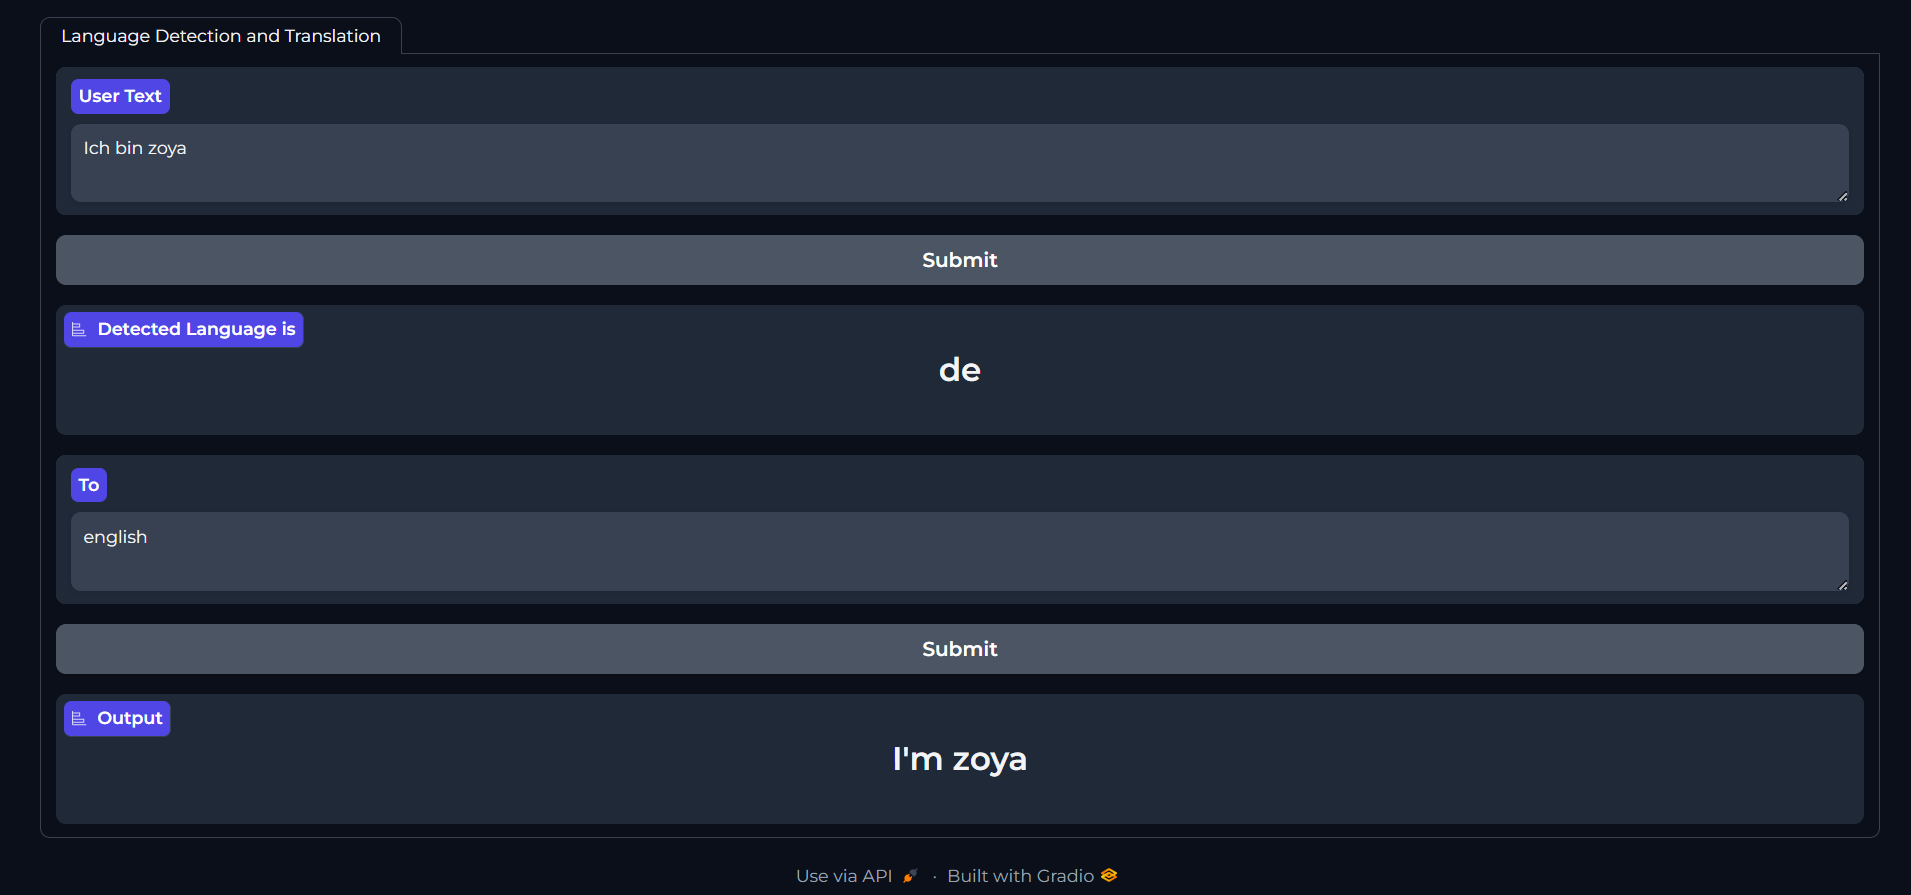 Language Detection and Translation
User Text
Ich bin zoya
Submit
Detected Language is
de
To
english
Submit
Output
I'm zoya
Use via API · Built with Gradio